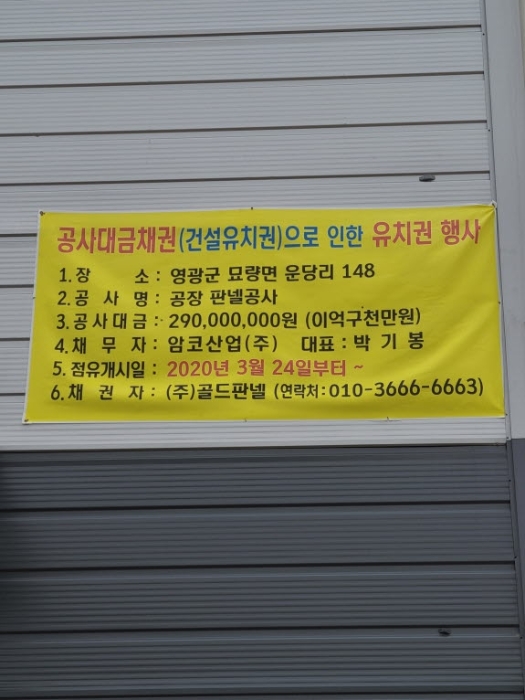 공사대금채권(건설유치권)으로 인한 유치권 행사
1. 장 소 : 영광군 묘량면 운당리 148
2. 공 사 명 : 공장 판넬공사
3. 공사대금 : 290,000,000원 (이억구천만원)
4. 채 무 자 : 암코산업(주) 대표 : 박 기 봉
5. 점유개시일 : 2020년 3월 24일부터 ~
6. 채 권 자 : (주)골드판넬 (연락처:010-3666-6663)